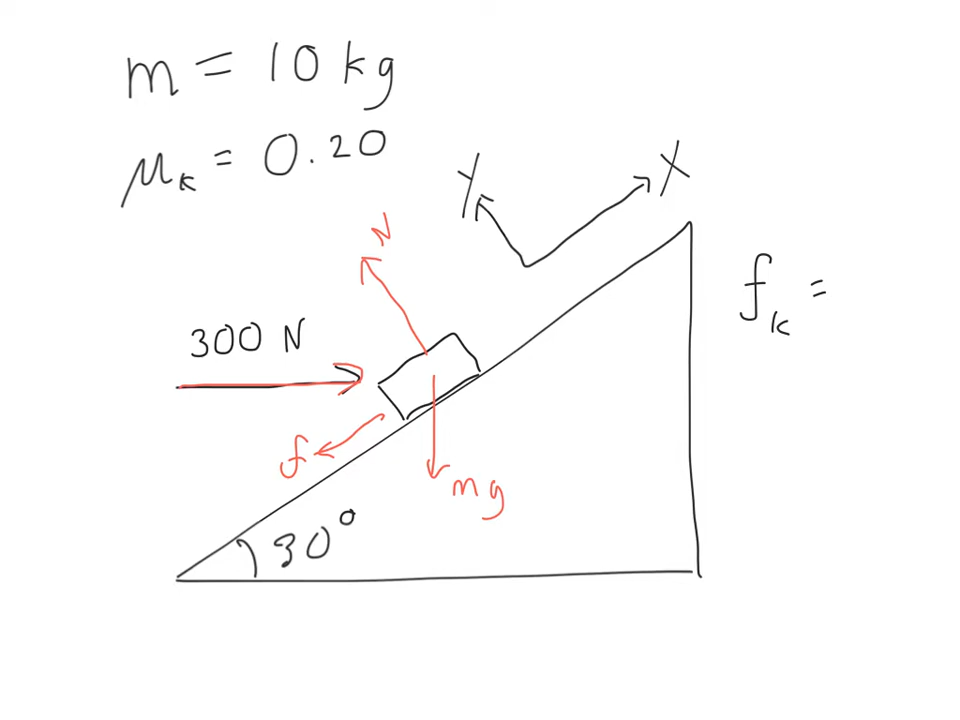 m = 10 kg
μk = 0.20
Y
X
N
fk =
300 N
f
mg
30°